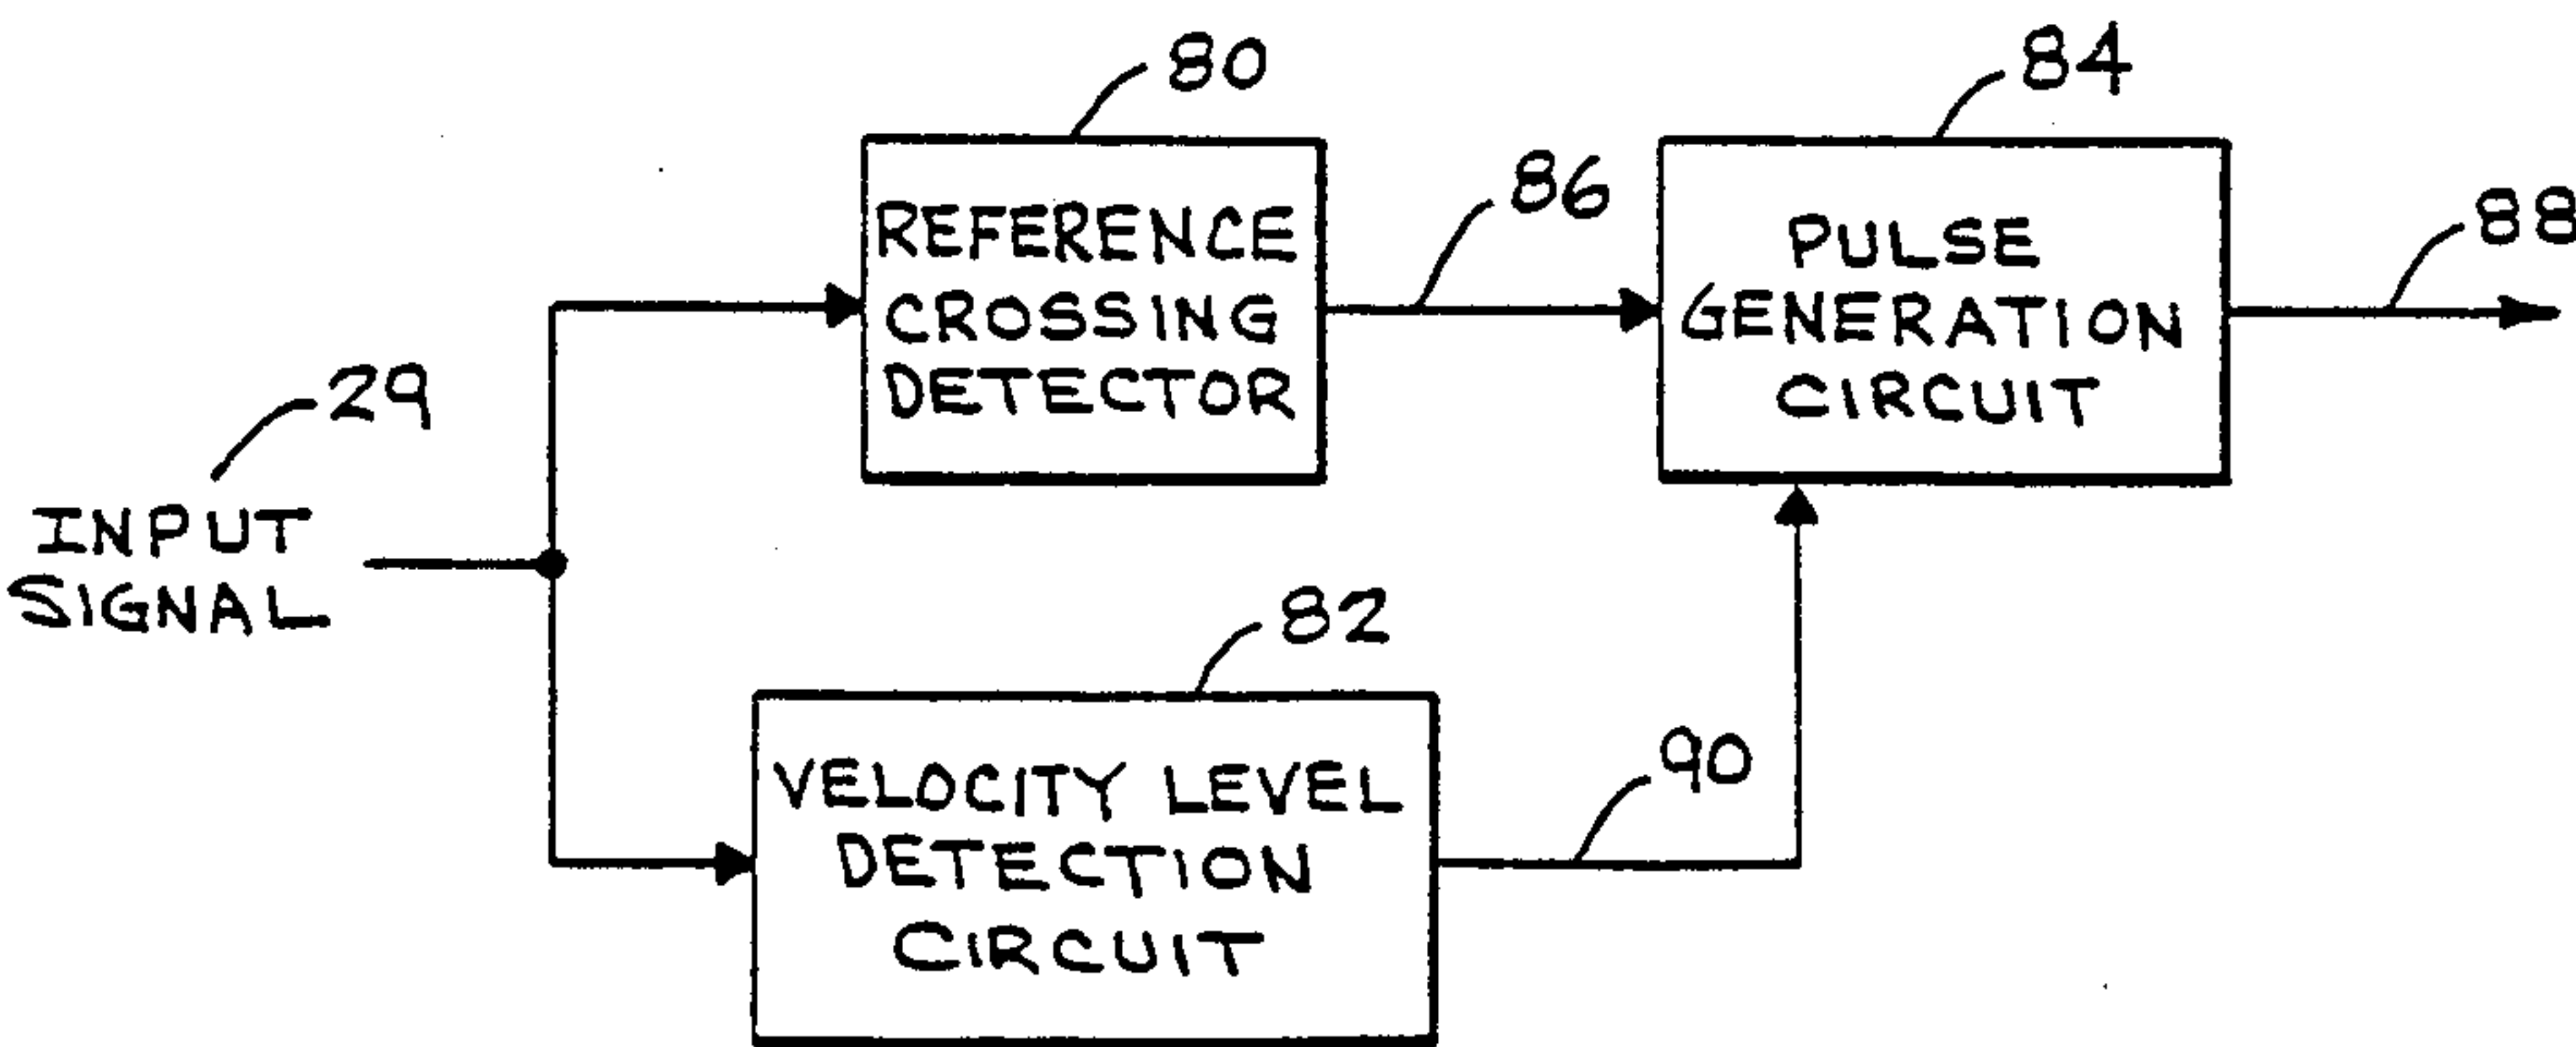 80
84
REFERENCE
CROSSING
DETECTOR
86
PULSE
GENERATION
CIRCUIT
88
29
INPUT
SIGNAL
82
VELOCITY LEVEL
DETECTION
CIRCUIT
90